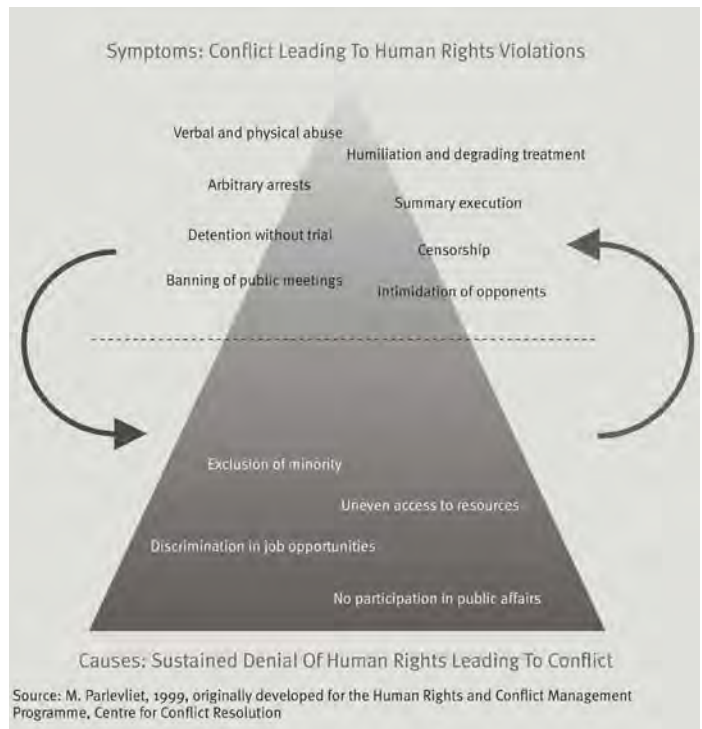 Symptoms: Conflict Leading To Human Rights Violations
Verbal and physical abuse
Humiliation and degrading treatment
Arbitrary arrests
Summary execution
Detention without trial
Censorship
Banning of public meetings
Intimidation of opponents
Exclusion of minority
Uneven access to resources
Discrimination in job opportunities
No participation in public affairs
Causes: Sustained Denial Of Human Rights Leading To Conflict
Source: M. Parlevliet, 1999, originally developed for the Human Rights and Conflict Management
Programme, Centre for Conflict Resolution